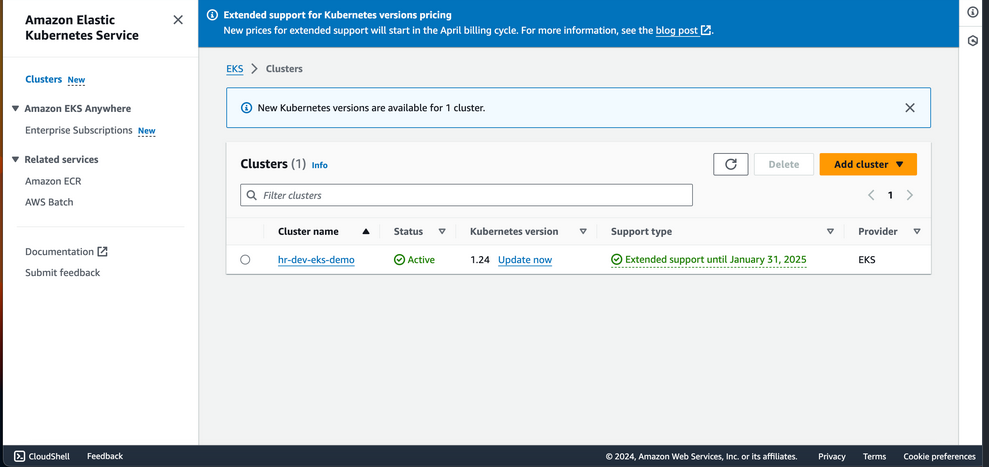 Amazon Elastic
Kubernetes Service
Extended support for Kubernetes versions pricing
New prices for extended support will start in the April billing cycle. For more information, see the blog post.
Clusters New
Amazon EKS Anywhere
Enterprise Subscriptions New
Related services
Amazon ECR
AWS Batch
Documentation
Submit feedback
EKS > Clusters
New Kubernetes versions are available for 1 cluster.
Clusters (1) Info
Delete
Add cluster
Filter clusters
1
Cluster name Status Kubernetes version Support type Provider
hr-dev-eks-demo Active 1.24 Update now Extended support until January 31, 2025 EKS
CloudShell Feedback © 2024, Amazon Web Services, Inc. or its affiliates. Privacy Terms Cookie preferences